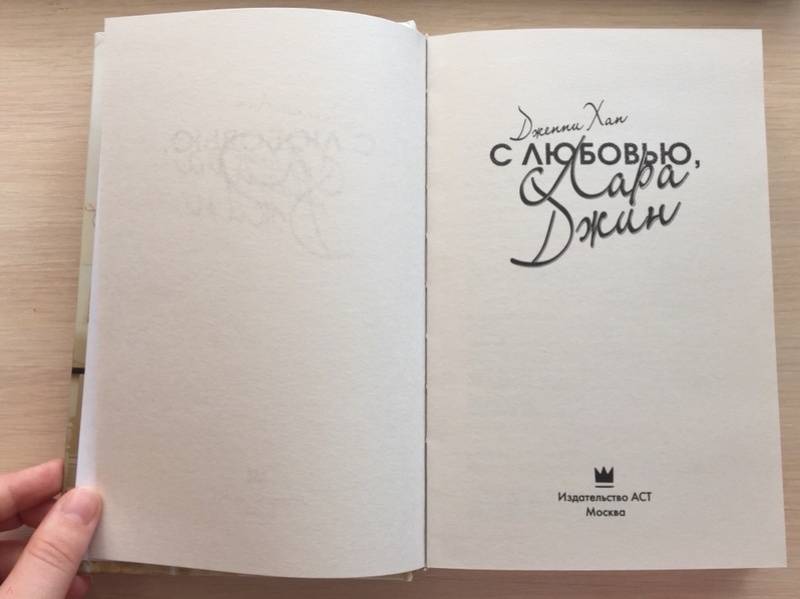 Дженни Хан
С ЛЮБОВЬЮ,
Лара
Джин
Издательство АСТ
Москва